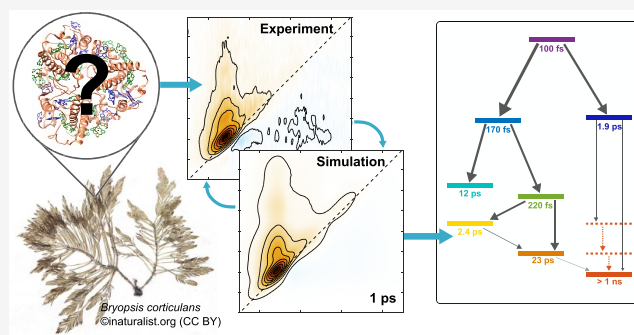 ?
Experiment
Simulation
1 ps
Bryopsis corticulans
©inaturalist.org (CC BY)
100 fs
170 fs
1.9 ps
12 ps
220 fs
2.4 ps
23 ps
> 1 ns